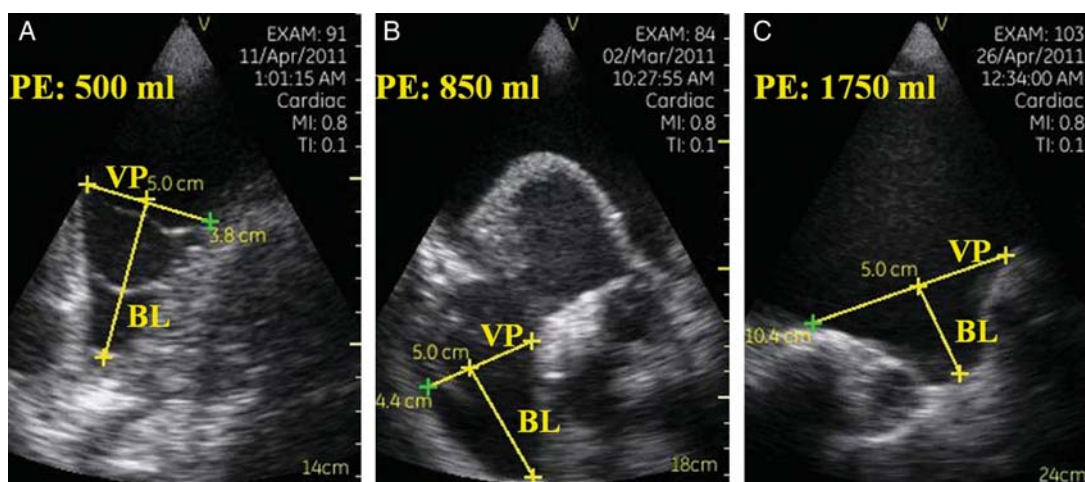 A
V
EXAM: 91
11/Apr/2011
1:01:15 AM
Cardiac
MI: 0.8
TI: 0.1
PE: 500 ml
VP
5.0 cm
3.8 cm
BL
14cm
B
V
EXAM: 84
02/Mar/2011
10:27:55 AM
Cardiac
MI: 0.8
TI: 0.1
PE: 850 ml
VP
5.0 cm
4.4 cm
BL
18cm
C
V
EXAM: 103
26/Apr/2011
12:34:00 AM
Cardiac
MI: 0.8
TI: 0.1
PE: 1750 ml
VP
5.0 cm
10.4 cm
BL
24cm